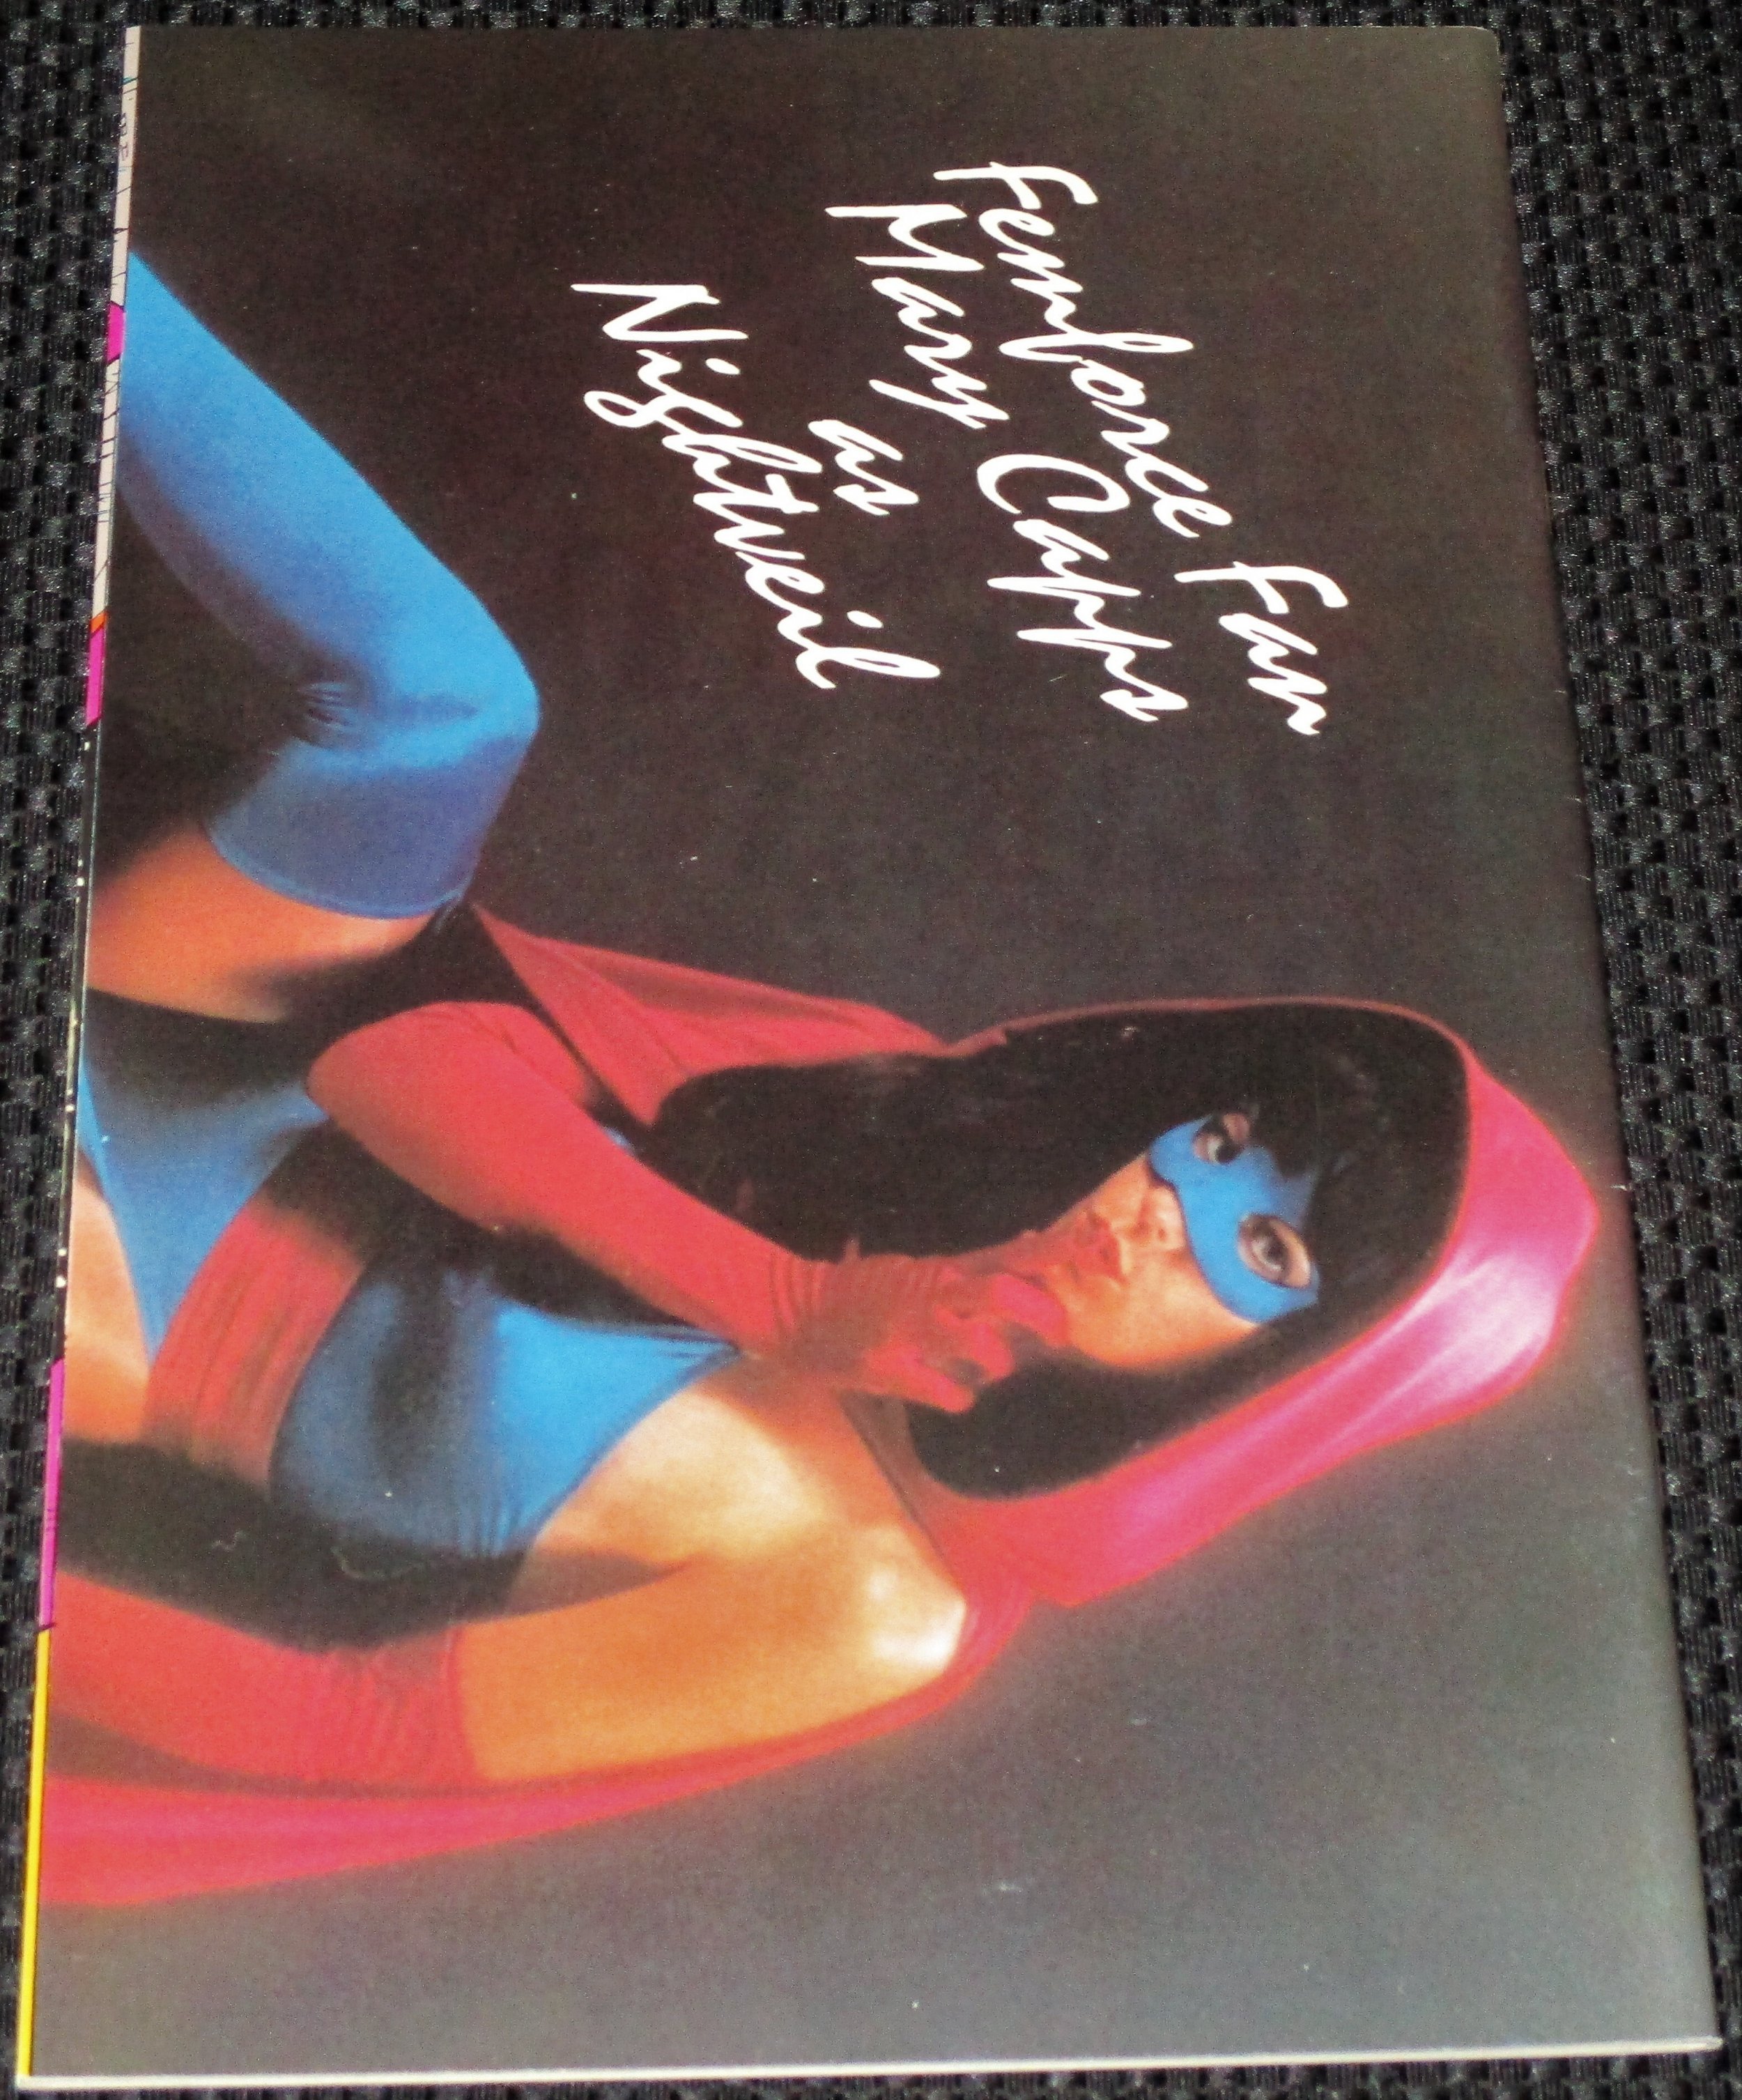 Femforce Fan
Mary Capps
as
Nightveil